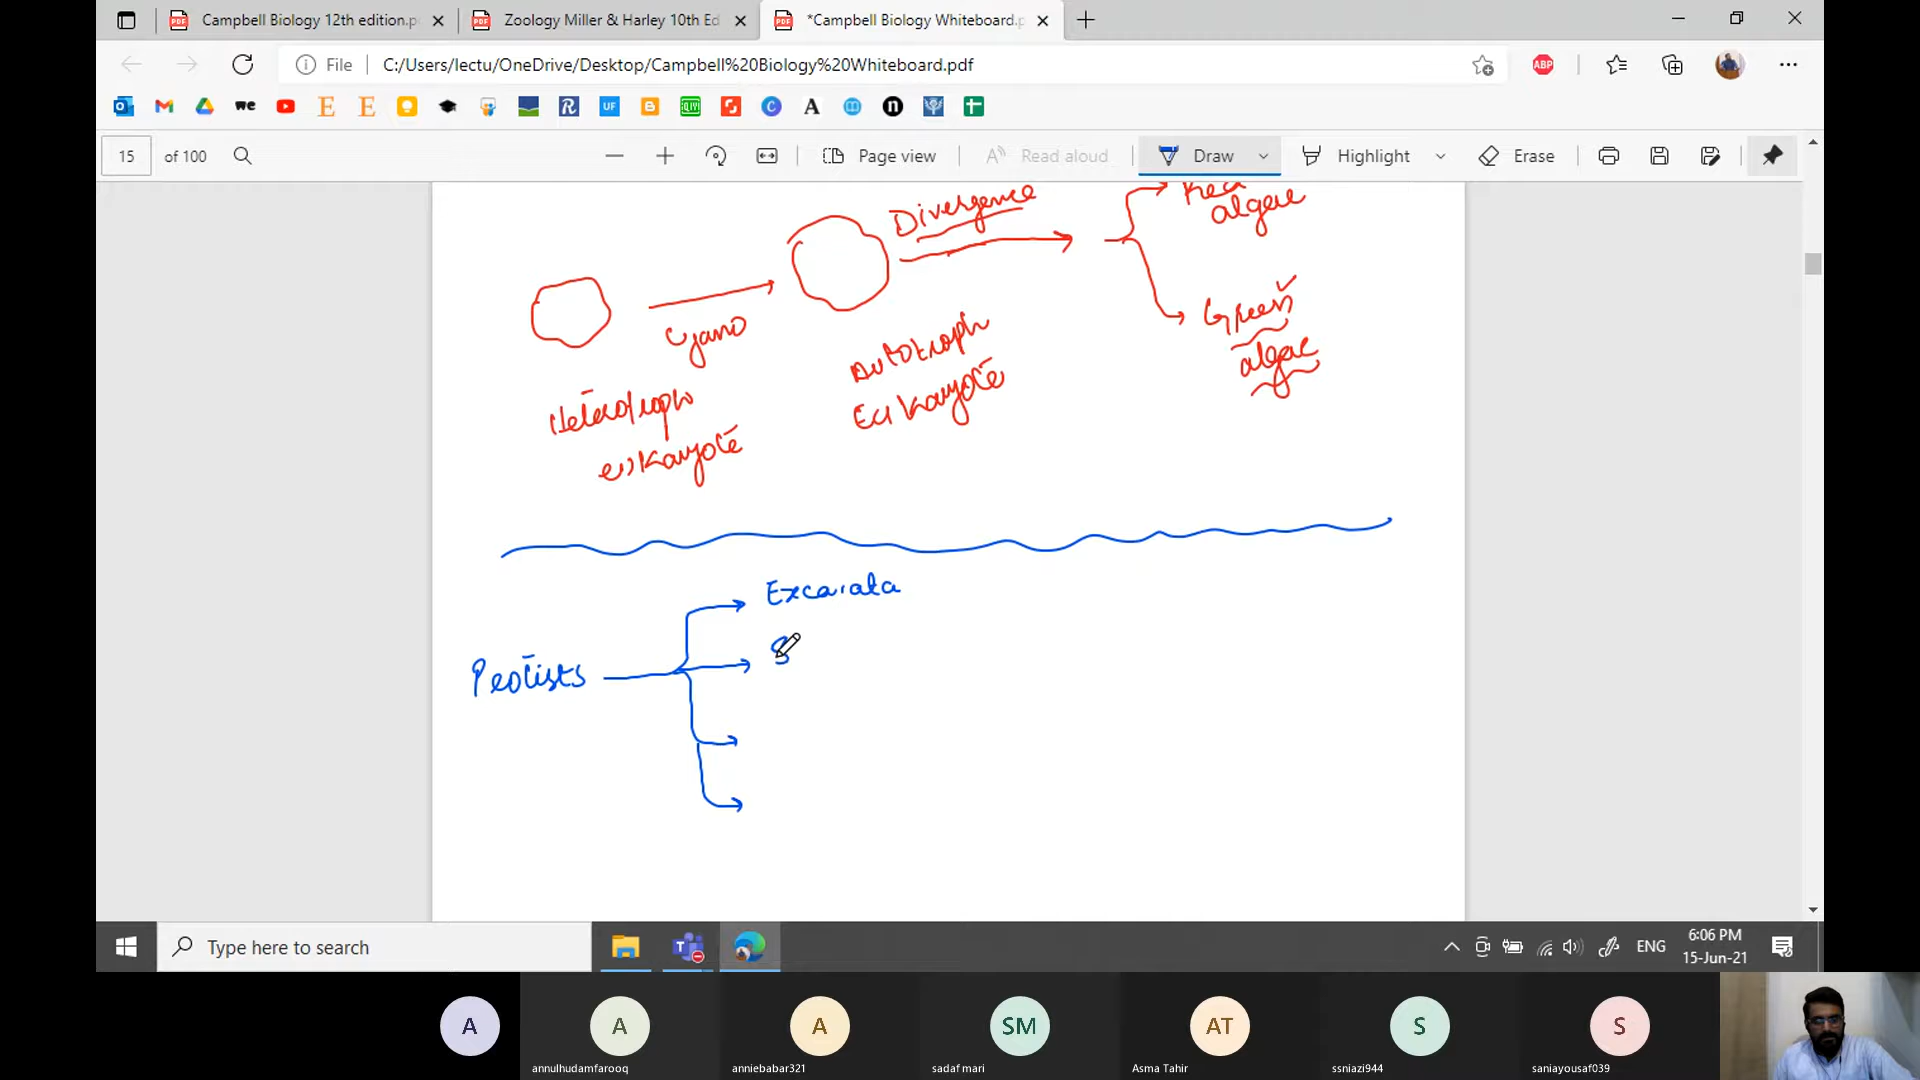 Campbell Biology 12th edition.p
Zoology Miller & Harley 10th Ed
*Campbell Biology Whiteboard.p
File
C:/Users/lectu/OneDrive/Desktop/Campbell%20Biology%20Whiteboard.pdf
ABP
we
15
of 100
Page view
Read aloud
Draw
Highlight
Erase
Red
algae
Divergence
Cyano
Green
algae
Autotroph
Eukaryote
Heterotroph
eukaryote
Excavata
S
Protists
Type here to search
ENG
6:06 PM
15-Jun-21
A
A
A
SM
AT
S
S
annulhudamfarooq
anniebabar321
sadaf mari
Asma Tahir
ssniazi944
saniayousaf039